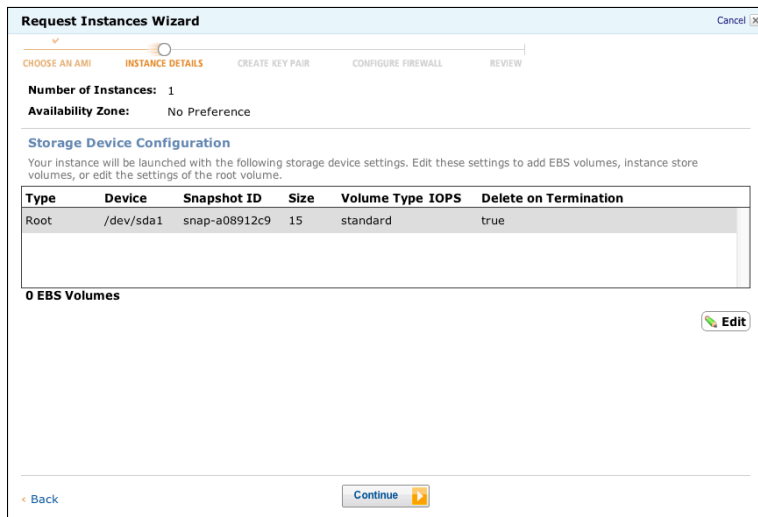 Request Instances Wizard
Cancel
CHOOSE AN AMI INSTANCE DETAILS CREATE KEY PAIR CONFIGURE FIREWALL REVIEW
Number of Instances: 1
Availability Zone: No Preference
Storage Device Configuration
Your instance will be launched with the following storage device settings. Edit these settings to add EBS volumes, instance store
volumes, or edit the settings of the root volume.
Type Device Snapshot ID Size Volume Type IOPS Delete on Termination
Root /dev/sda1 snap-a08912c9 15 standard true
0 EBS Volumes
Edit
Back
Continue